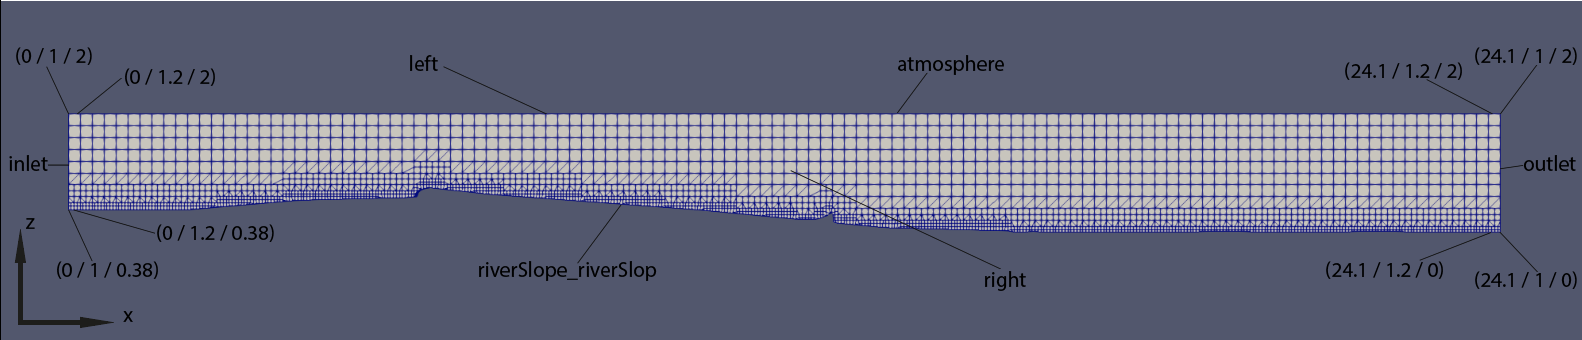 (0 / 1 / 2)
(0 / 1.2 / 2)
left
atmosphere
(24.1 / 1.2 / 2)
(24.1 / 1 / 2)
inlet
outlet
z
(0 / 1.2 / 0.38)
(0 / 1 / 0.38)
riverSlope_riverSlop
right
(24.1 / 1.2 / 0)
(24.1 / 1 / 0)
x